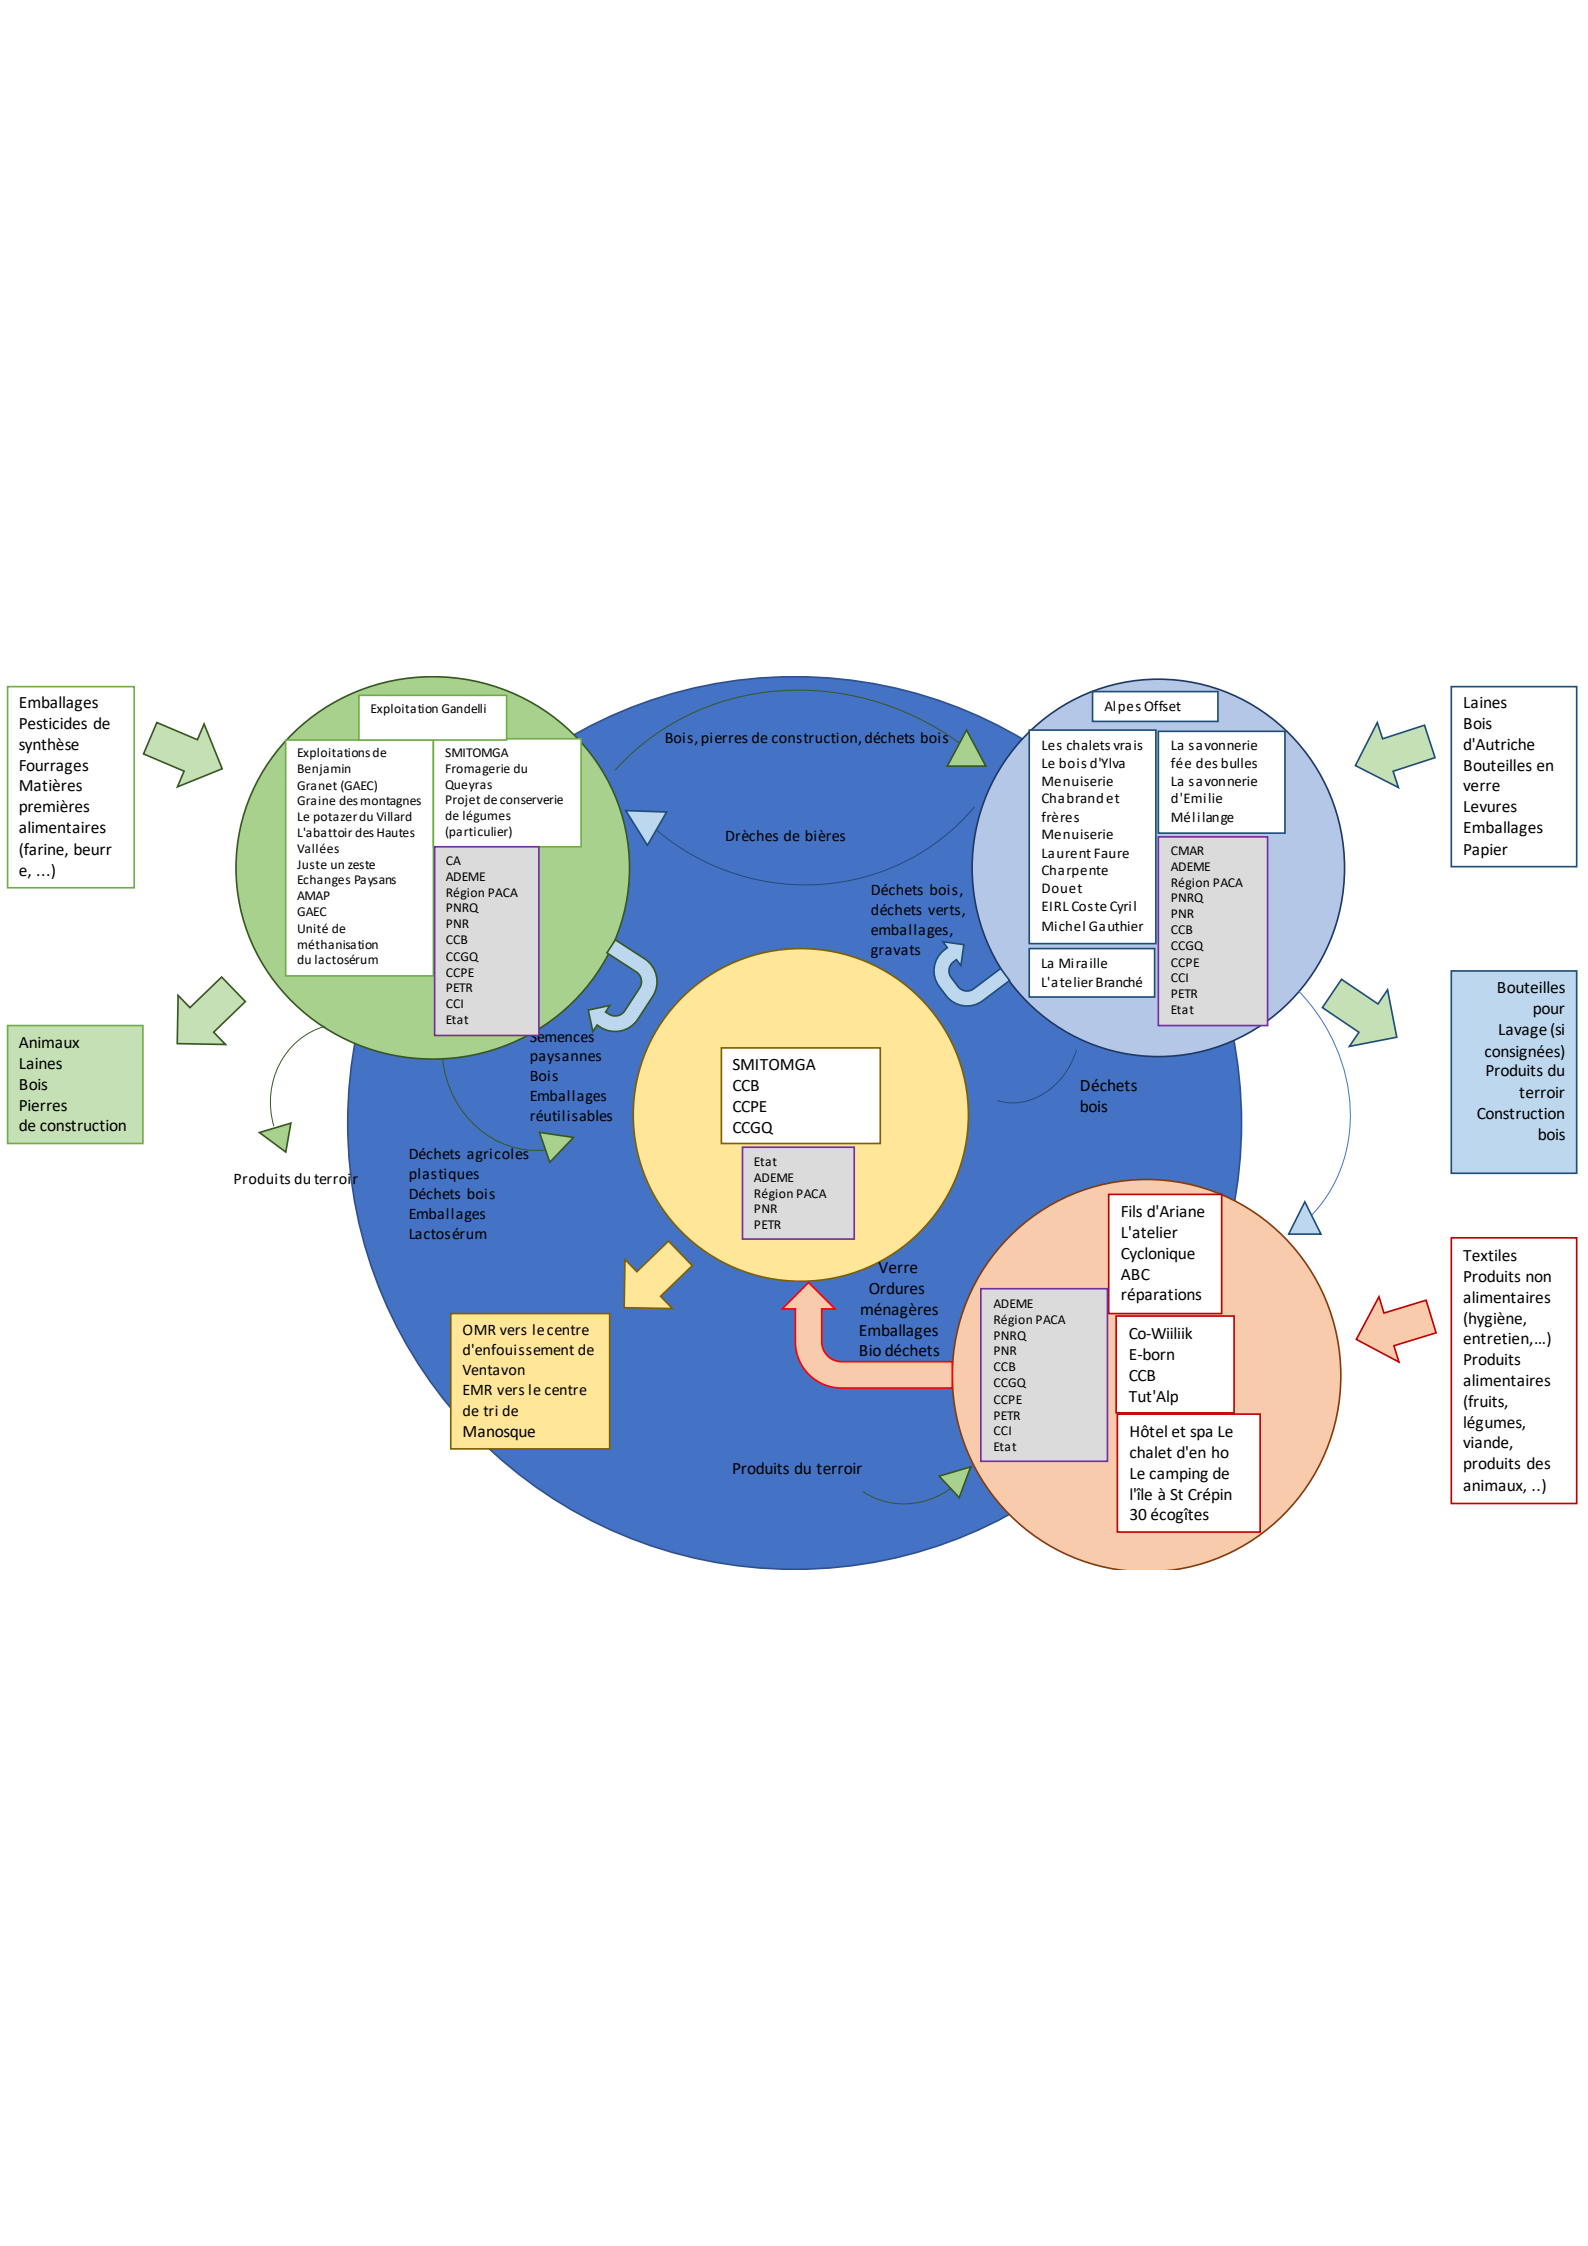 Emballages
Pesticides de
synthèse
Fourrages
Matières
premières
alimentaires
(farine, beurr
e, ...)
Animaux
Laines
Bois
Pierres
de construction
Exploitation Gandelli
Exploitations de
Benjamin
Granet (GAEC)
Graine des montagnes
Le potazer du Villard
L'abattoir des Hautes
Vallées
Juste un zeste
Echanges Paysans
AMAP
GAEC
Unité de
méthanisation
du lactosérum
SMITOMGA
Fromagerie du
Queyras
Projet de conserverie
de légumes
(particulier)
CA
ADEME
Région PACA
PNRQ
PNR
CCB
CCGQ
CCPE
PETR
CCI
Etat
Produits du terroir
Semences
paysannes
Bois
Emballages
réutilisables
Déchets agricoles
plastiques
Déchets bois
Emballages
Lactosérum
Bois, pierres de construction, déchets bois
Drèches de bières
Déchets bois,
déchets verts,
emballages,
gravats
SMITOMGA
CCB
CCPE
CCGQ
Etat
ADEME
Région PACA
PNR
PETR
OMR vers le centre
d'enfouissement de
Ventavon
EMR vers le centre
de tri de
Manosque
Verre
Ordures
ménagères
Emballages
Bio déchets
Produits du terroir
Déchets
bois
Alpes Offset
Les chalets vrais
Le bois d'Ylva
Menuiserie
Chabrand et
frères
Menuiserie
Laurent Faure
Charpente
Douet
EIRL Coste Cyril
Michel Gauthier
La savonnerie
fée des bulles
La savonnerie
d'Emilie
Mélilange
CMAR
ADEME
Région PACA
PNRQ
PNR
CCB
CCGQ
CCPE
CCI
PETR
Etat
La Miraille
L'atelier Branché
Fils d'Ariane
L'atelier
Cyclonique
ABC
réparations
ADEME
Région PACA
PNRQ
PNR
CCB
CCGQ
CCPE
PETR
CCI
Etat
Co-Wiiliik
E-born
CCB
Tut'Alp
Hôtel et spa Le
chalet d'en ho
Le camping de
l'île à St Crépin
30 écogîtes
Laines
Bois
d'Autriche
Bouteilles en
verre
Levures
Emballages
Papier
Bouteilles
pour
Lavage (si
consignées)
Produits du
terroir
Construction
bois
Textiles
Produits non
alimentaires
(hygiène,
entretien,...)
Produits
alimentaires
(fruits,
légumes,
viande,
produits des
animaux, ..)